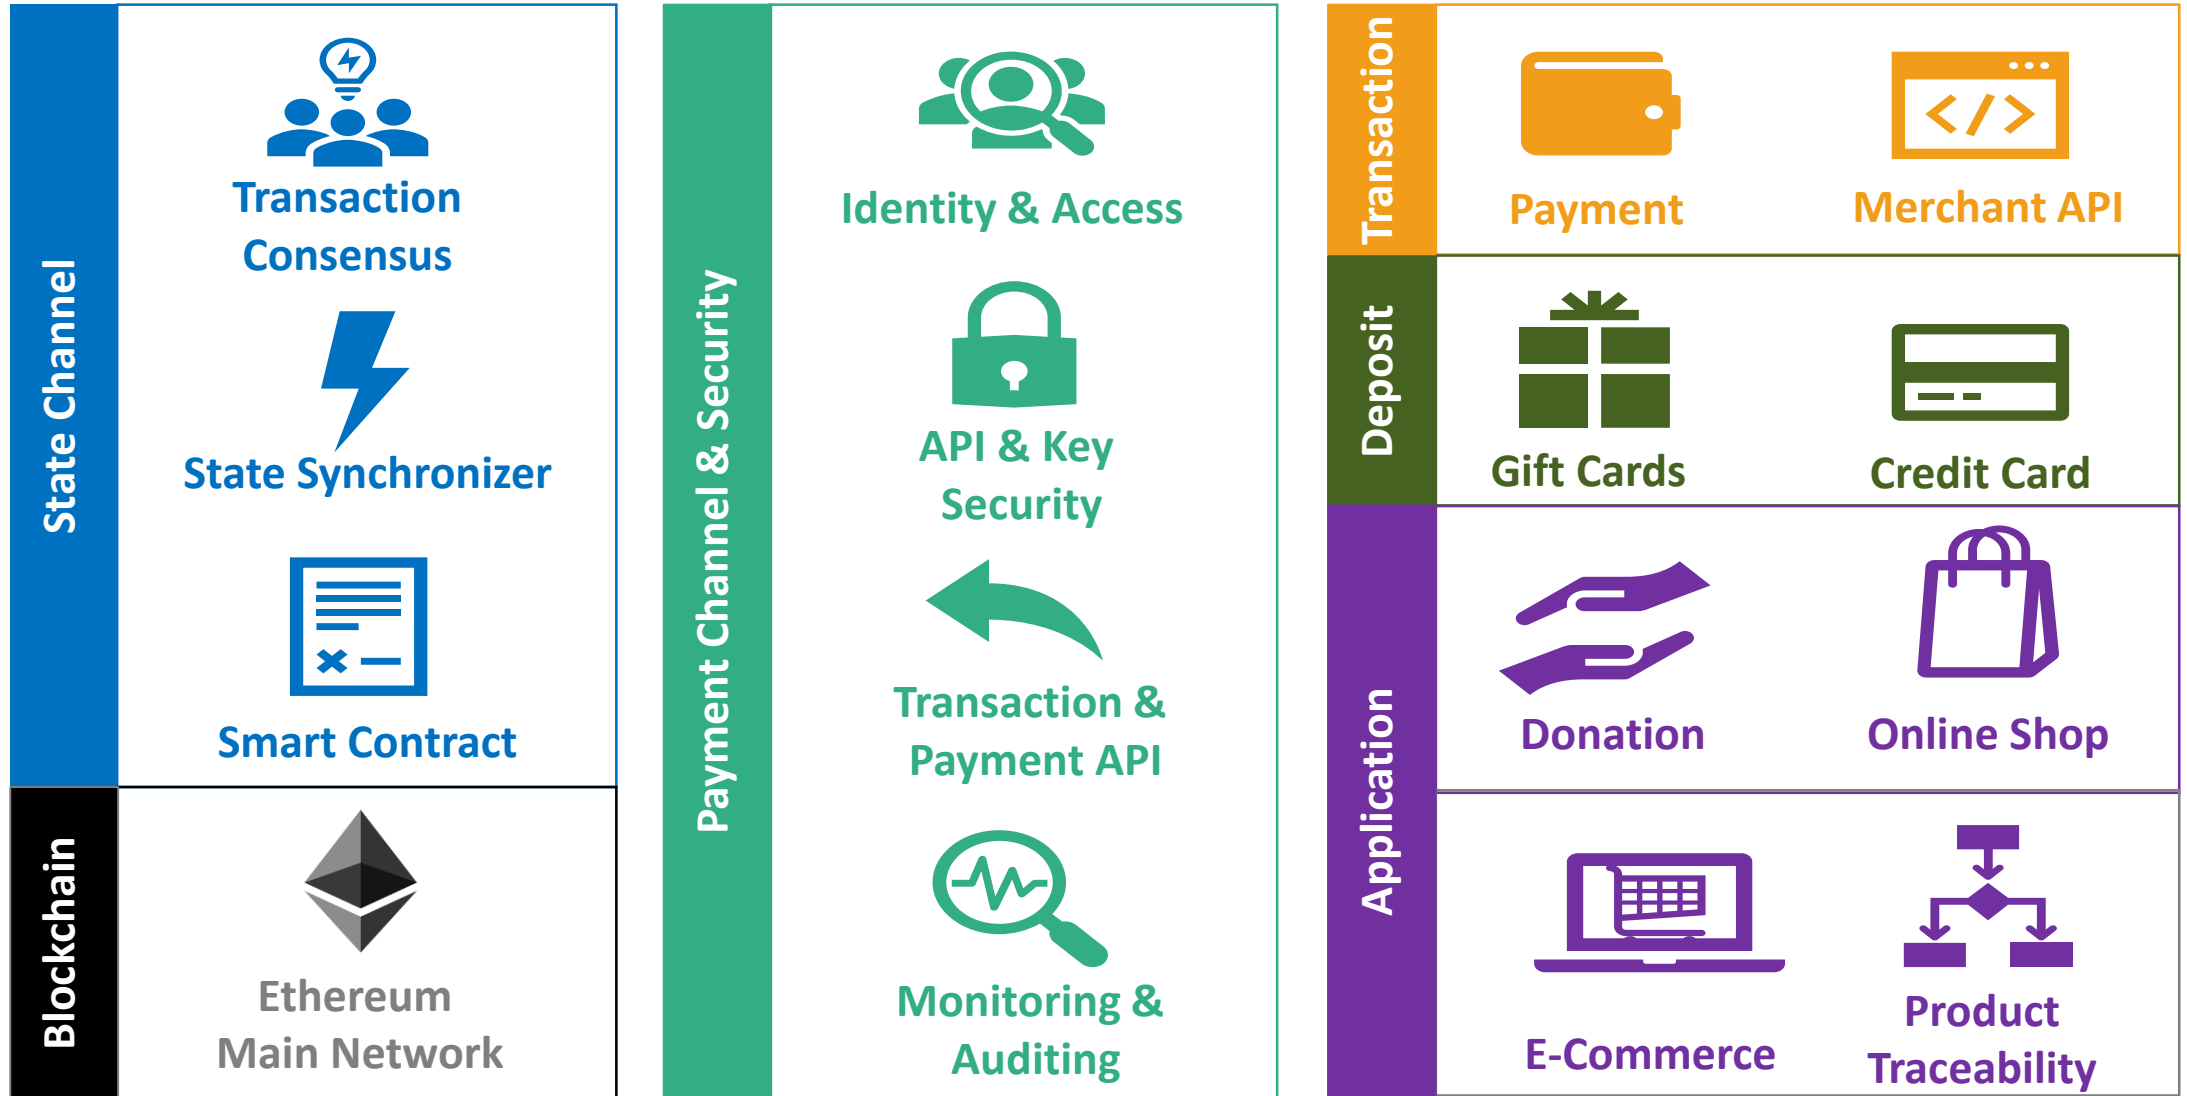 State Channel
Transaction
Consensus
State Synchronizer
Smart Contract
Blockchain
Ethereum
Main Network
Payment Channel & Security
Identity & Access
API & Key
Security
Transaction &
Payment API
Monitoring &
Auditing
Transaction
Payment
Merchant API
Deposit
Gift Cards
Credit Card
Application
Donation
Online Shop
E-Commerce
Product
Traceability